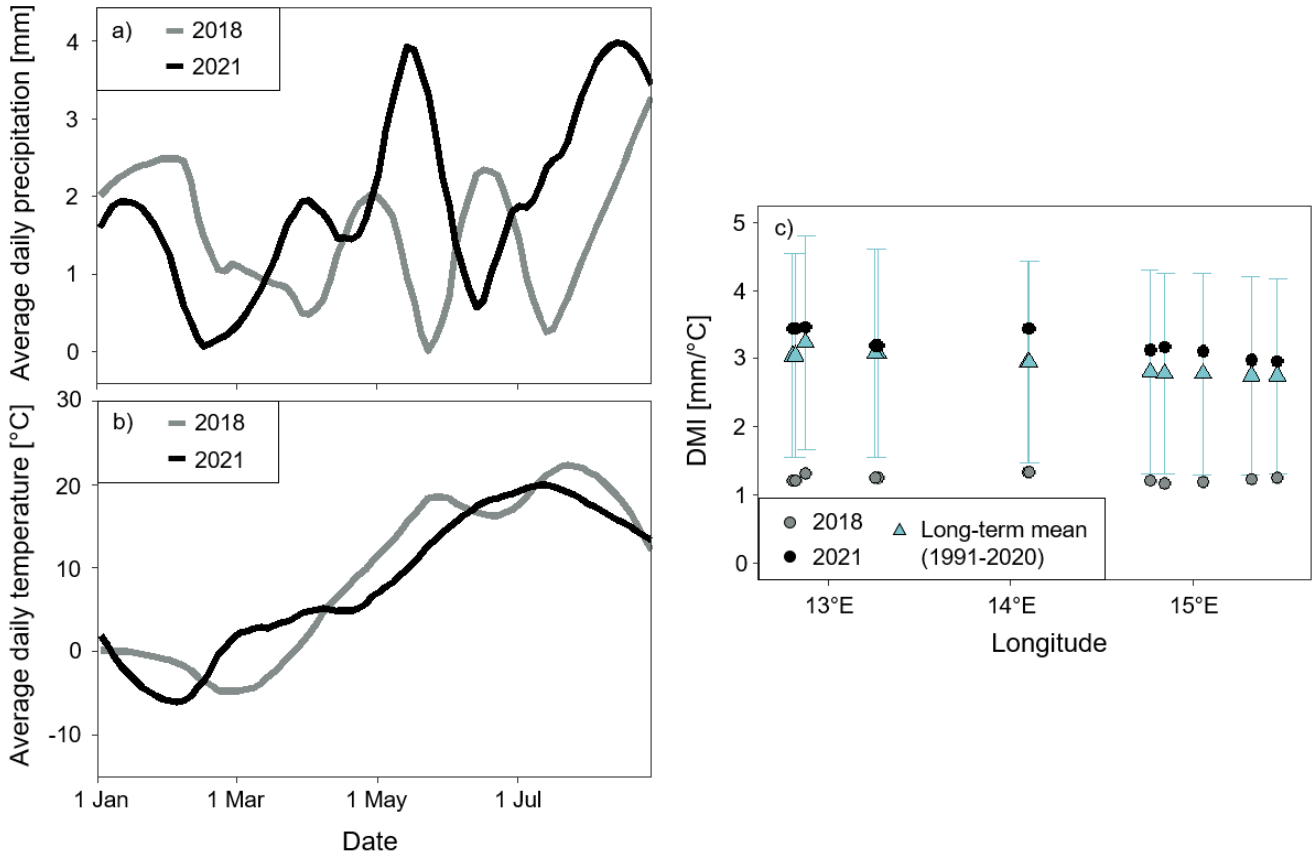 Average daily precipitation [mm]
a)
2018
2021
4
3
2
1
0
Average daily temperature [°C]
b)
2018
2021
30
20
10
0
-10
1 Jan
1 Mar
1 May
1 Jul
Date
DMI [mm/°C]
c)
5
4
3
2
1
0
2018
2021
Long-term mean
(1991-2020)
13°E
14°E
15°E
Longitude